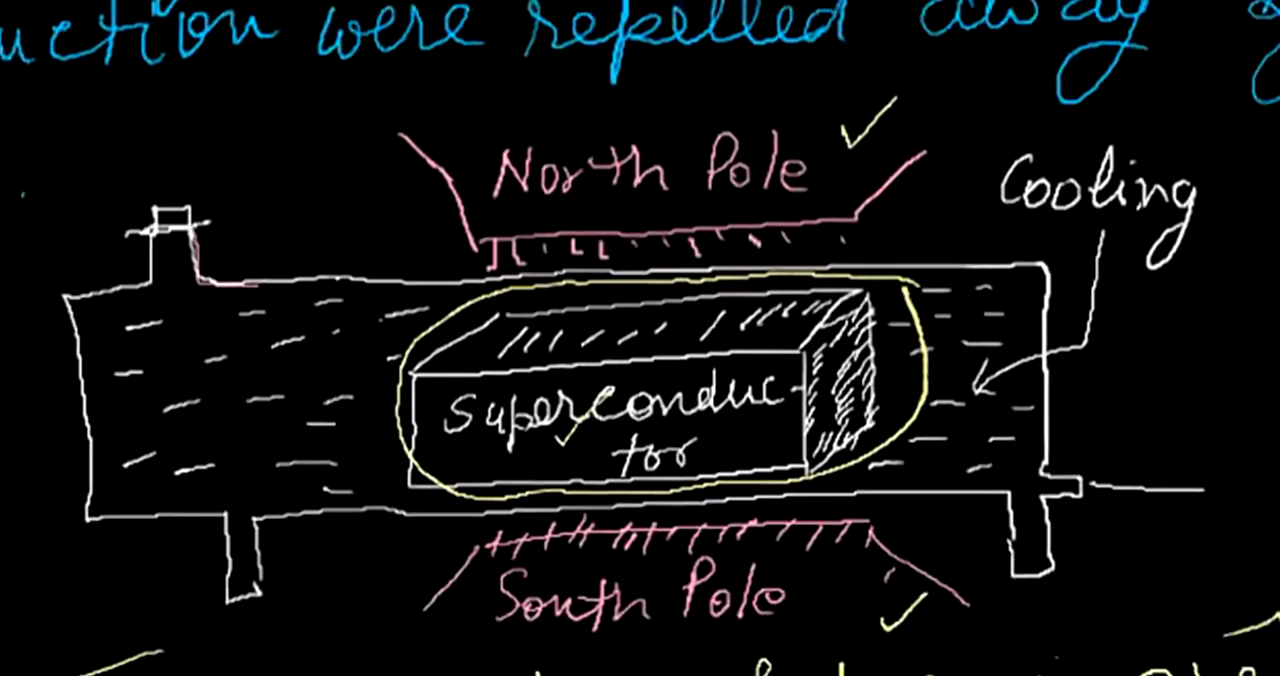 uction were repelled away
North Pole
Cooling
Superconduc-
tor
South Pole